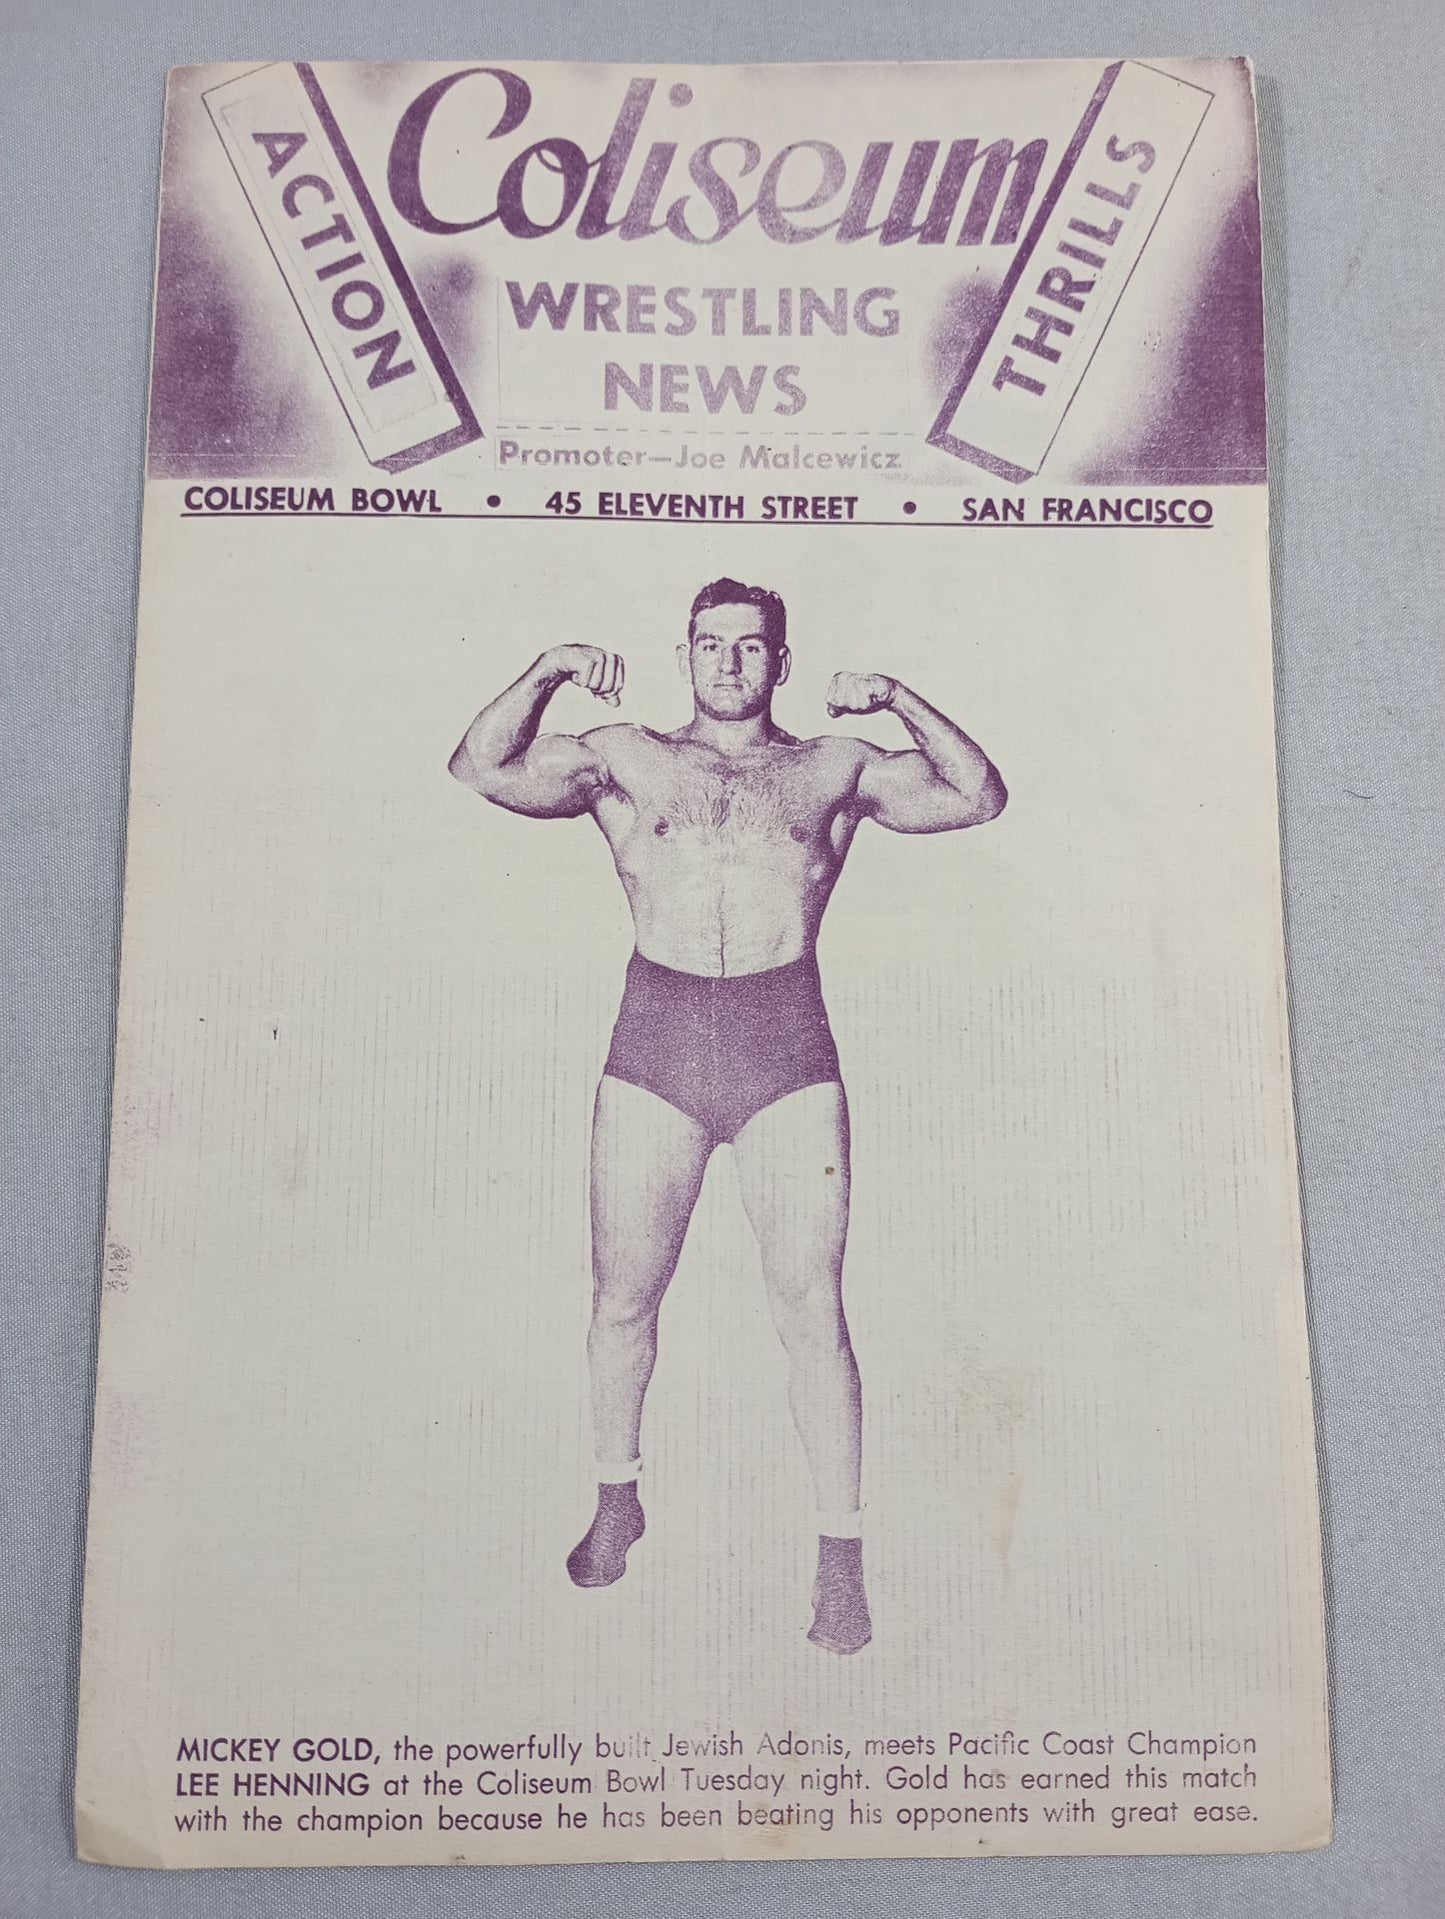 ACTION
Coliseum
THRILLS
WRESTLING
NEWS
Promoter—Joe Malcewicz
COLISEUM BOWL • 45 ELEVENTH STREET • SAN FRANCISCO
MICKEY GOLD, the powerfully built Jewish Adonis, meets Pacific Coast Champion
LEE HENNING at the Coliseum Bowl Tuesday night. Gold has earned this match
with the champion because he has been beating his opponents with great ease.